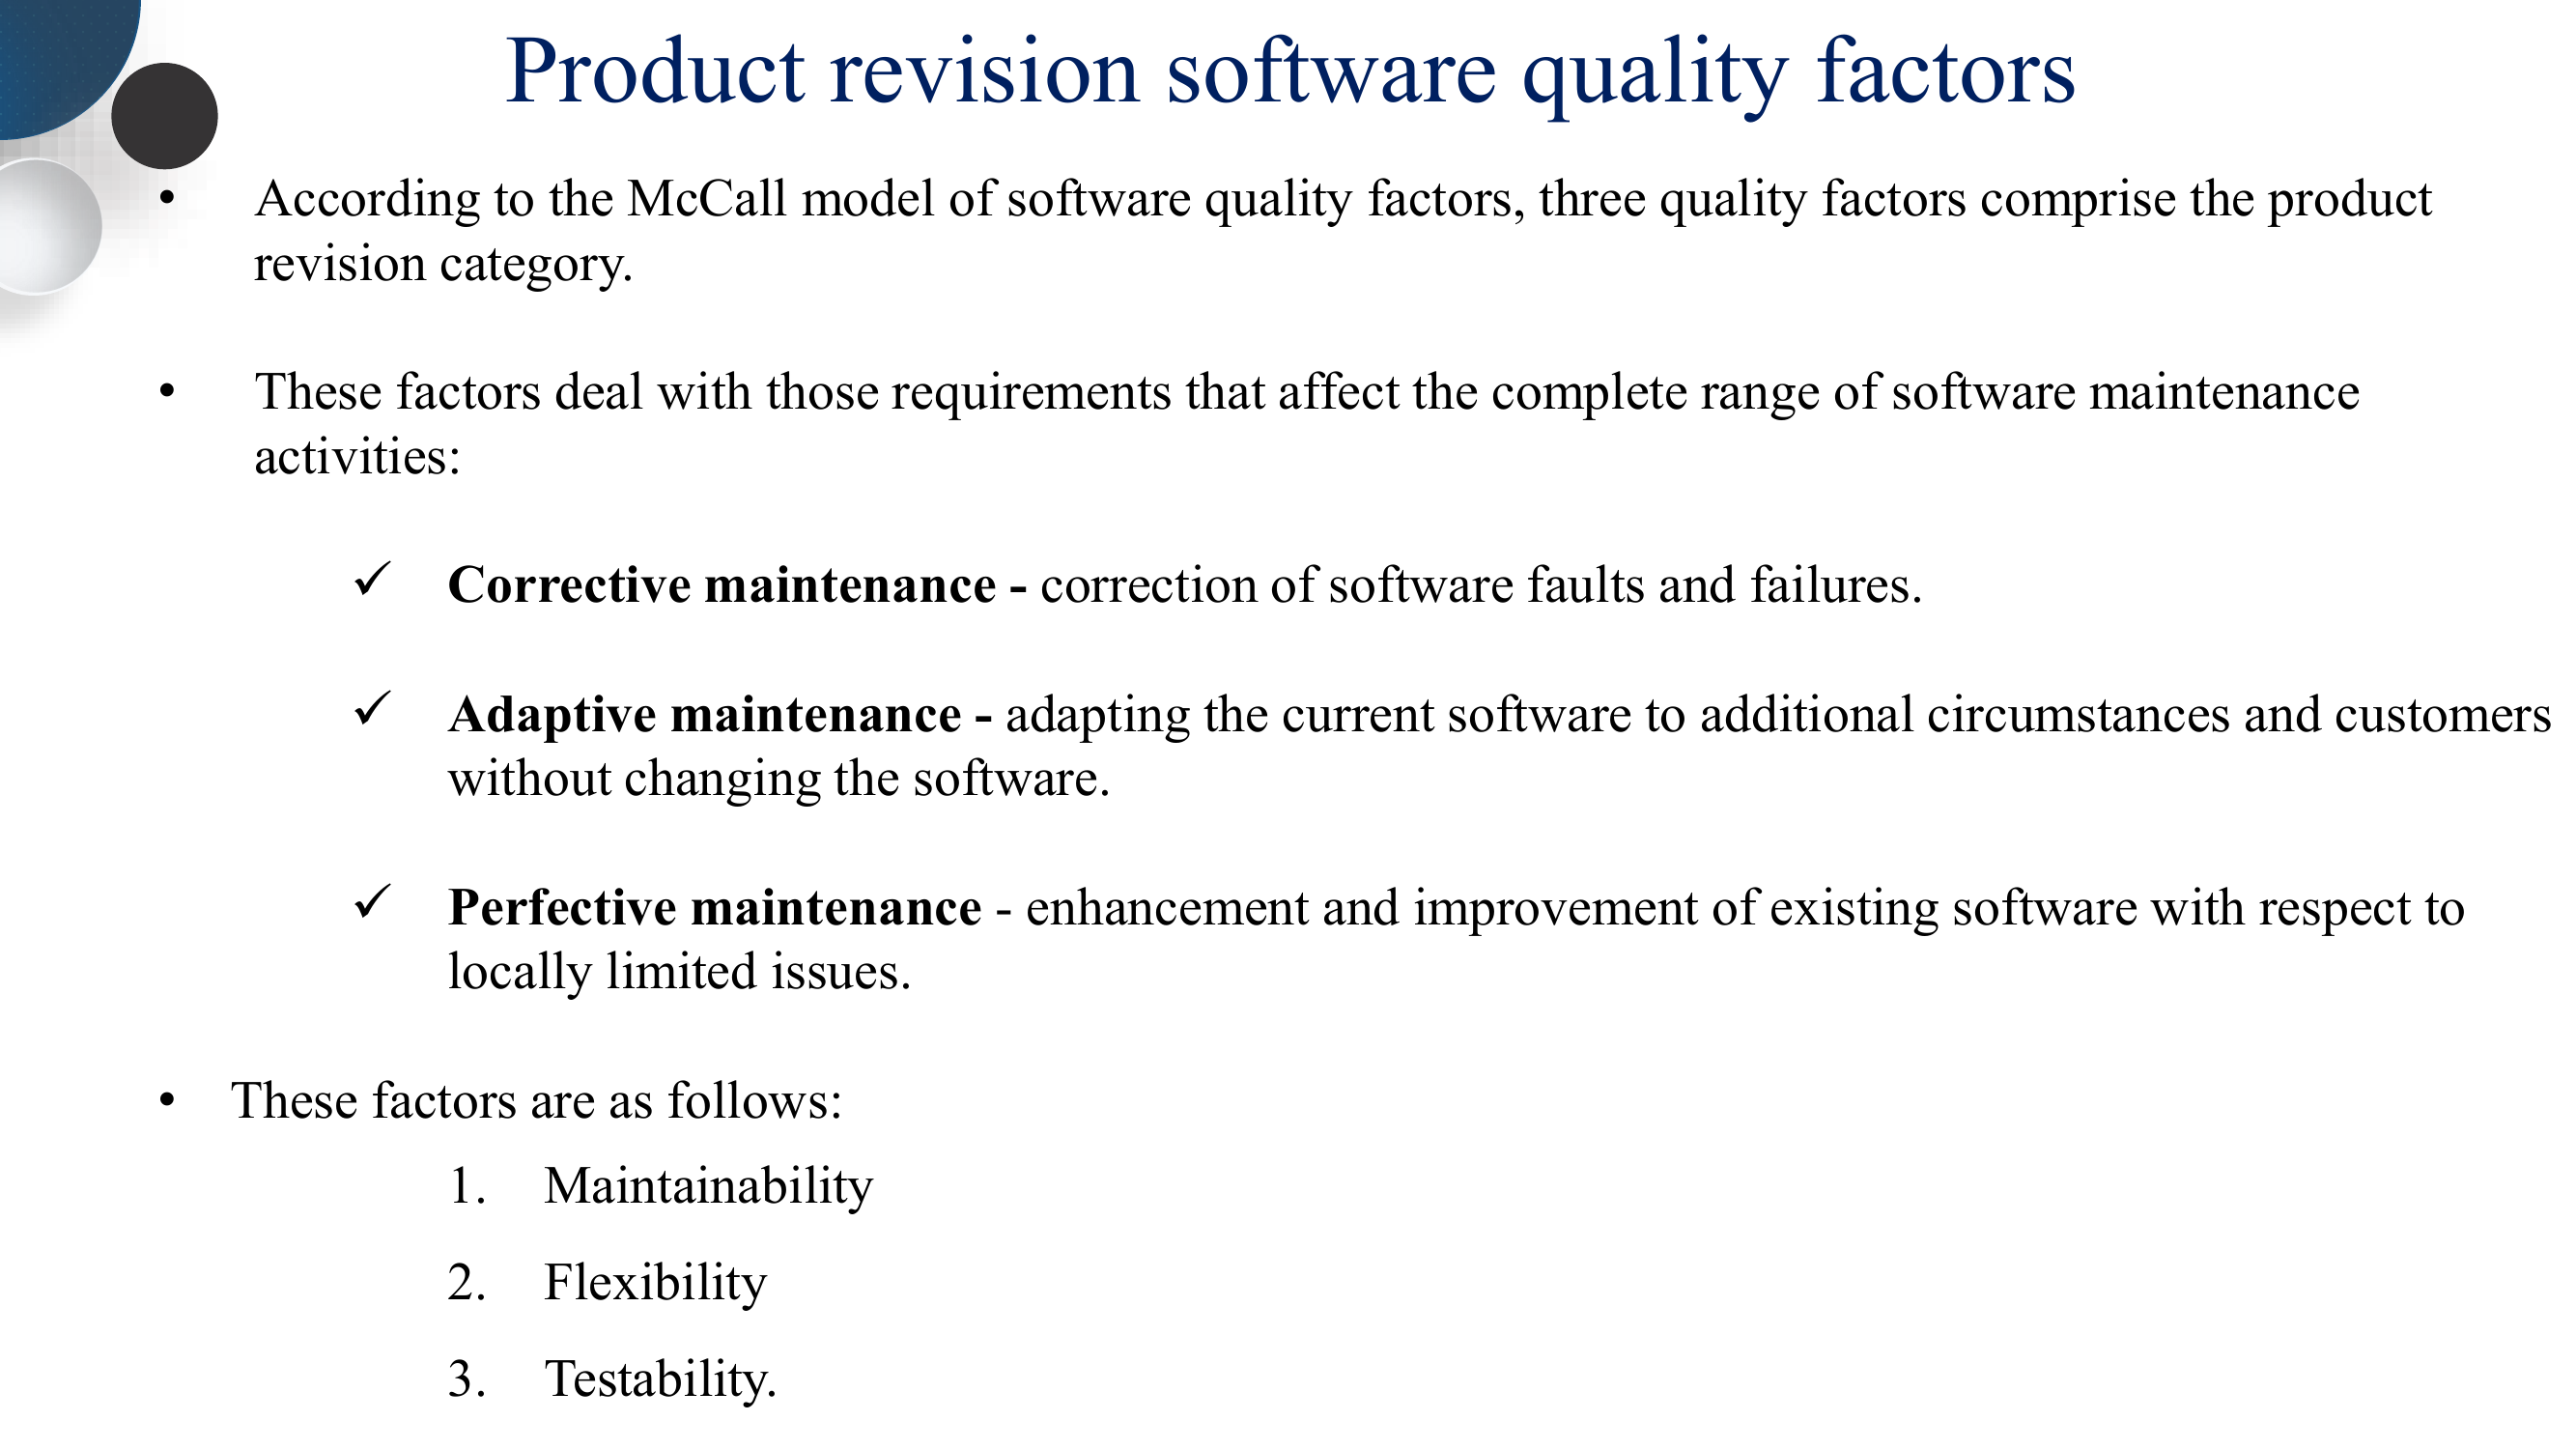 Product revision software quality factors
• According to the McCall model of software quality factors, three quality factors comprise the product
revision category.
• These factors deal with those requirements that affect the complete range of software maintenance
activities:
✓ Corrective maintenance - correction of software faults and failures.
✓ Adaptive maintenance - adapting the current software to additional circumstances and customers
without changing the software.
✓ Perfective maintenance - enhancement and improvement of existing software with respect to
locally limited issues.
• These factors are as follows:
1. Maintainability
2. Flexibility
3. Testability.